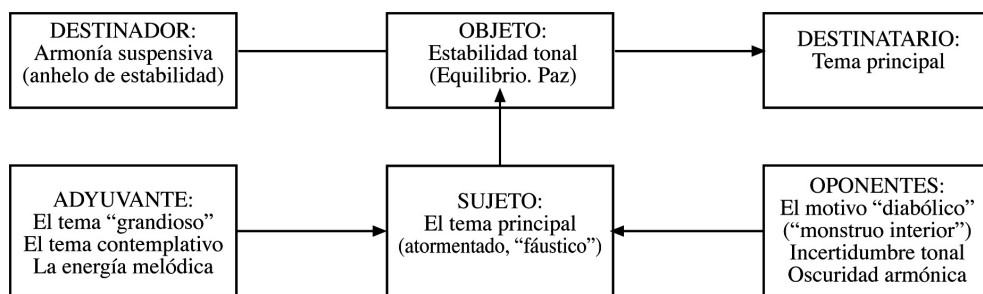 DESTINADOR:
Armonía suspensiva
(anhelo de estabilidad)
OBJETO:
Estabilidad tonal
(Equilibrio. Paz)
DESTINATARIO:
Tema principal
ADYUVANTE:
El tema “grandioso”
El tema contemplativo
La energía melódica
SUJETO:
El tema principal
(atormentado, “fáustico”)
OPONENTES:
El motivo “diabólico”
(“monstruo interior”)
Incertidumbre tonal
Oscuridad armónica